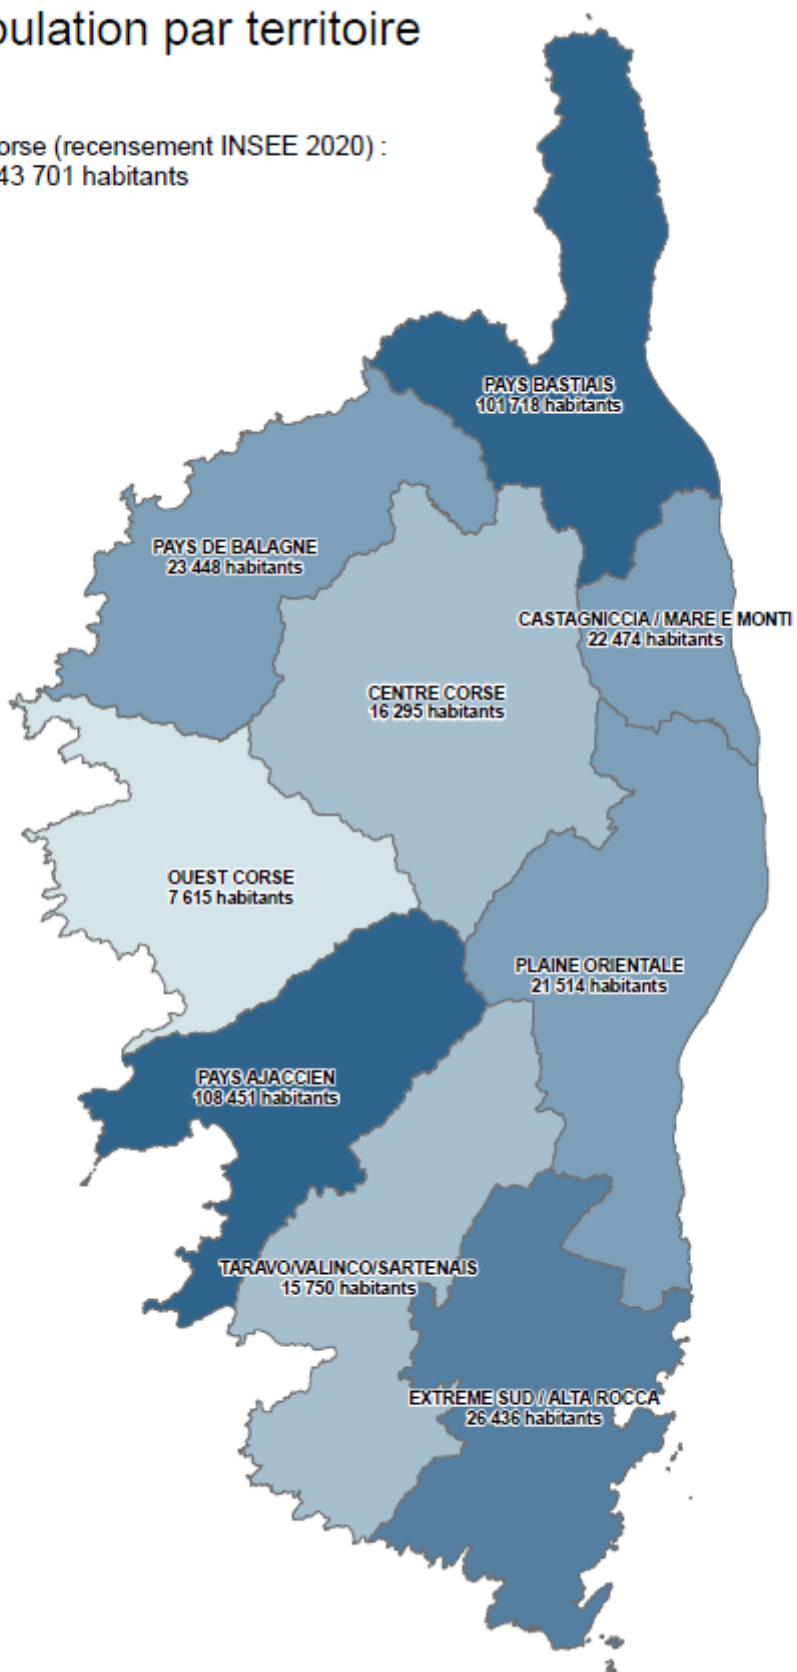 pulation par territoire
orse (recensement INSEE 2020) :
43 701 habitants
PAYS BASTIAIS
101 718 habitants
PAYS DE BALAGNE
23 448 habitants
CASTAGNICCIA / MARE E MONTI
22 474 habitants
CENTRE CORSE
16 295 habitants
OUEST CORSE
7 615 habitants
PLAINE ORIENTALE
21 514 habitants
PAYS AJACCIEN
108 451 habitants
TARAVO/VALINCO/SARTENAIS
15 750 habitants
EXTREME SUD / ALTA ROCCA
26 436 habitants